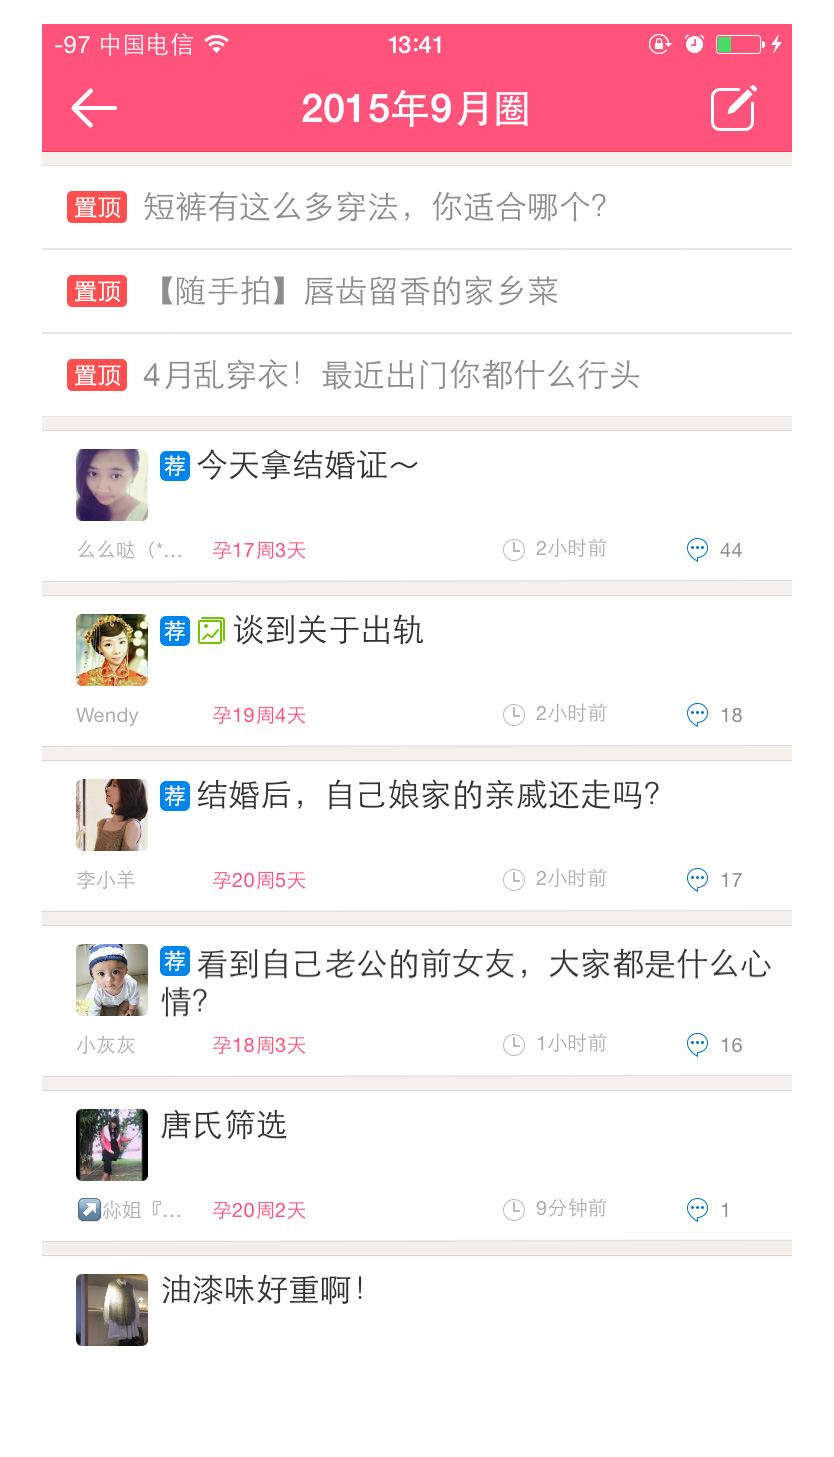 -97 中国电信 13:41
2015年9月圈
置顶 短裤有这么多穿法，你适合哪个？
置顶 【随手拍】唇齿留香的家乡菜
置顶 4月乱穿衣！最近出门你都什么行头
荐 今天拿结婚证～
么么哒（*... 孕17周3天 2小时前 44
荐 谈到关于出轨
Wendy 孕19周4天 2小时前 18
荐 结婚后，自己娘家的亲戚还走吗？
李小羊 孕20周5天 2小时前 17
荐 看到自己老公的前女友，大家都是什么心
情？
小灰灰 孕18周3天 1小时前 16
唐氏筛选
姐『... 孕20周2天 9分钟前 1
油漆味好重啊！